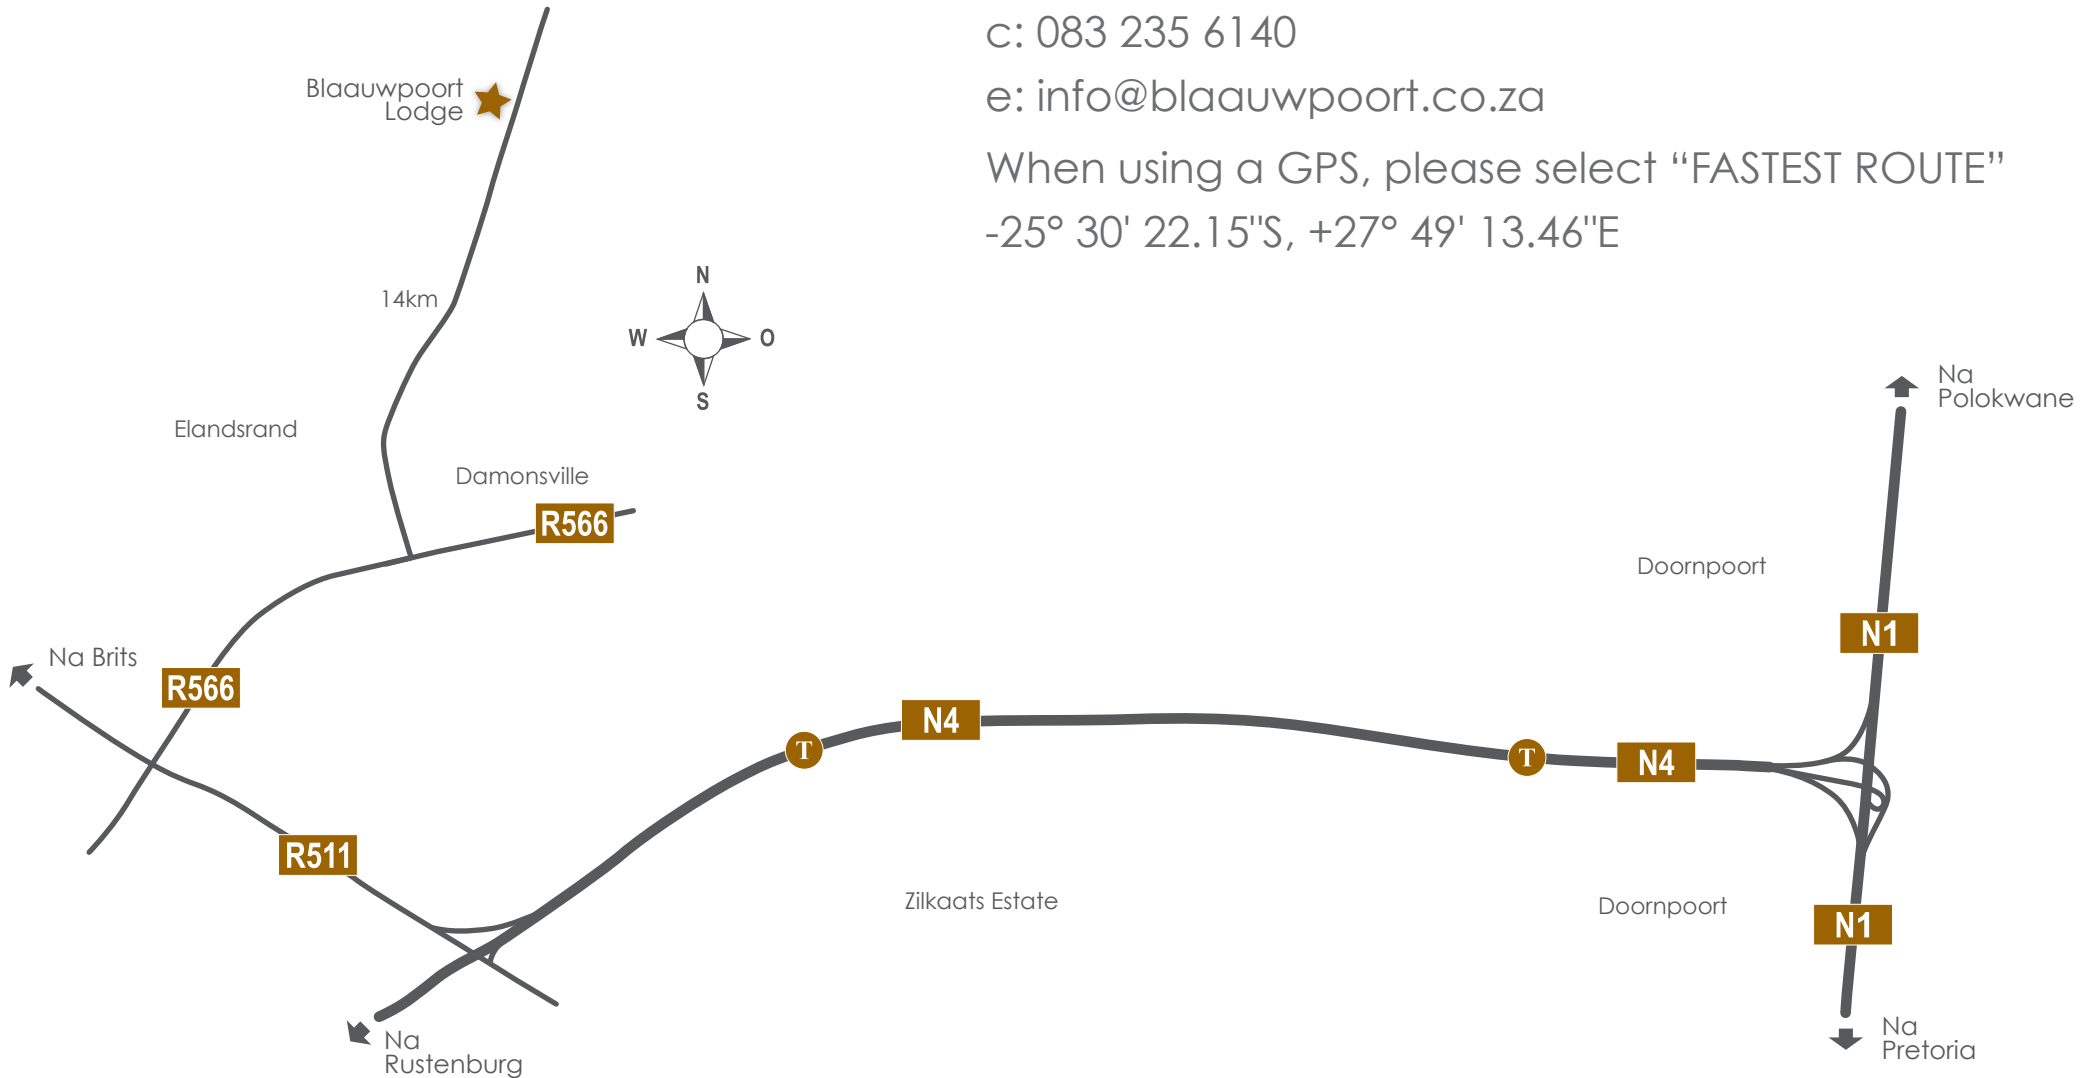 c: 083 235 6140
e: info@blaauwpoort.co.za
When using a GPS, please select “FASTEST ROUTE”
-25° 30' 22.15"S, +27° 49' 13.46"E
Blaauwpoort
Lodge
14km
N
W
O
S
Elandsrand
Damonsville
R566
Na
Polokwane
Doornpoort
N1
Na Brits
R566
N4
T
T
N4
R511
Zilkaats Estate
Doornpoort
N1
Na
Rustenburg
Na
Pretoria